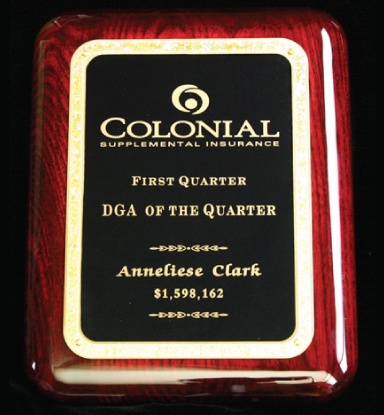 COLONIAL
SUPPLEMENTAL INSURANCE
FIRST QUARTER
DGA OF THE QUARTER
Anneliese Clark
$1,598,162